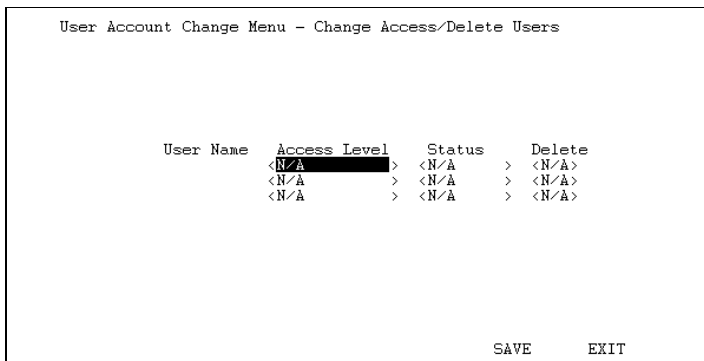 User Account Change Menu - Change Access/Delete Users
User Name Access Level Status Delete
<N/A > <N/A > <N/A>
<N/A > <N/A > <N/A>
<N/A > <N/A > <N/A>
SAVE EXIT